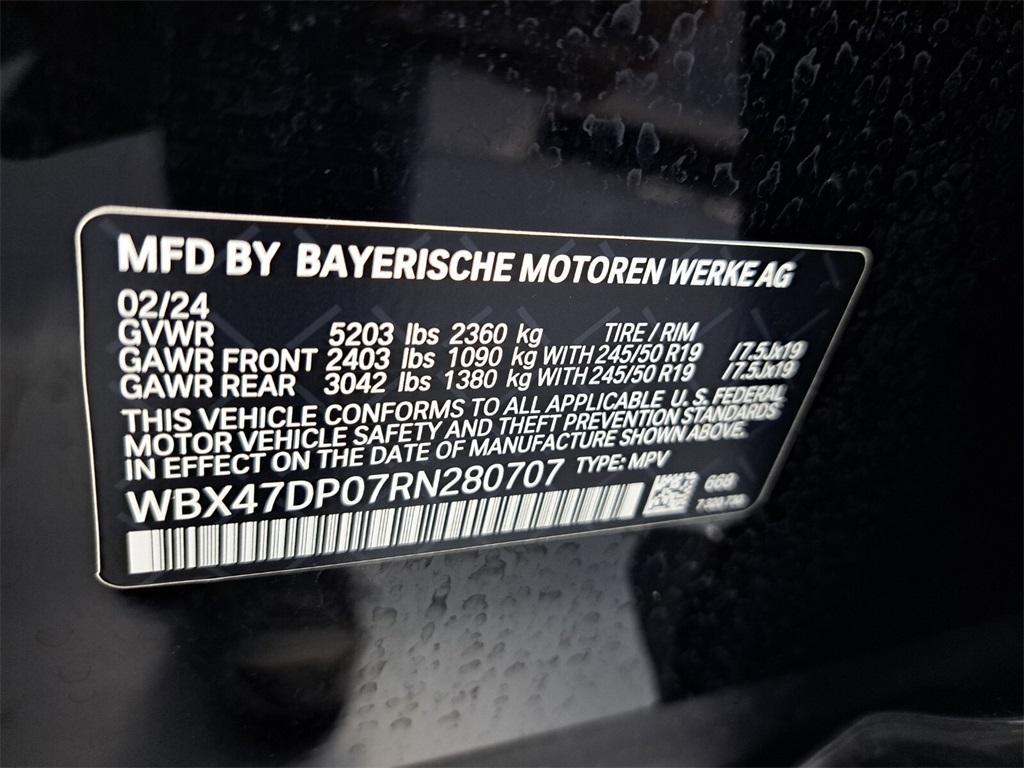 MFD BY BAYERISCHE MOTOREN WERKE AG
02/24
GVWR 5203 lbs 2360 kg TIRE / RIM
GAWR FRONT 2403 lbs 1090 kg WITH 245/50 R19 /7.5Jx19
GAWR REAR 3042 lbs 1380 kg WITH 245/50 R19 /7.5Jx19
THIS VEHICLE CONFORMS TO ALL APPLICABLE U.S. FEDERAL
MOTOR VEHICLE SAFETY AND THEFT PREVENTION STANDARDS
IN EFFECT ON THE DATE OF MANUFACTURE SHOWN ABOVE.
WBX47DP07RN280707 TYPE: MPV
668